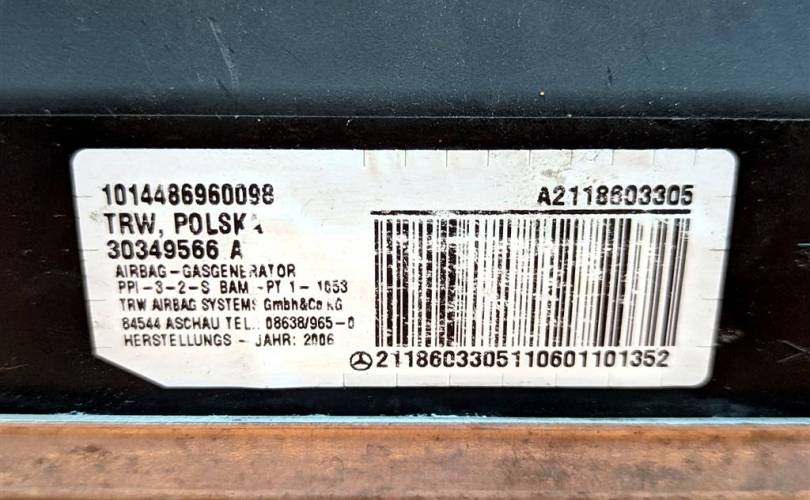 1014486960098
TRW, POLSKA
30349566 A
AIRBAG-GASGENERATOR
PPI-3-2-S BAM -PT 1- 1653
TRW AIRBAG SYSTEMS GmbH&Co KG
84544 ASCHAU TEL.: 08638/965-0
HERSTELLUNGS - JAHR: 2006
A2118603305
2118603305110601101352